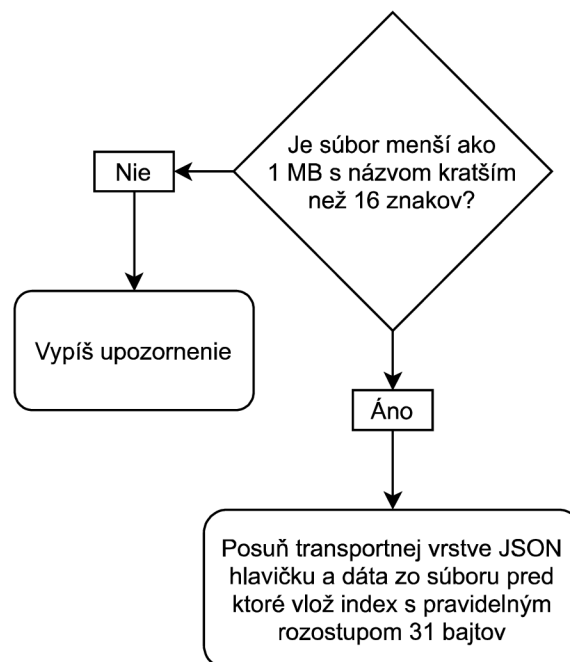 Je súbor menší ako
1 MB s názvom kratším
než 16 znakov?
Nie
Vypíš upozornenie
Áno
Posuň transportnej vrstve JSON
hlavičku a dáta zo súboru pred
ktoré vlož index s pravidelným
rozostupom 31 bajtov